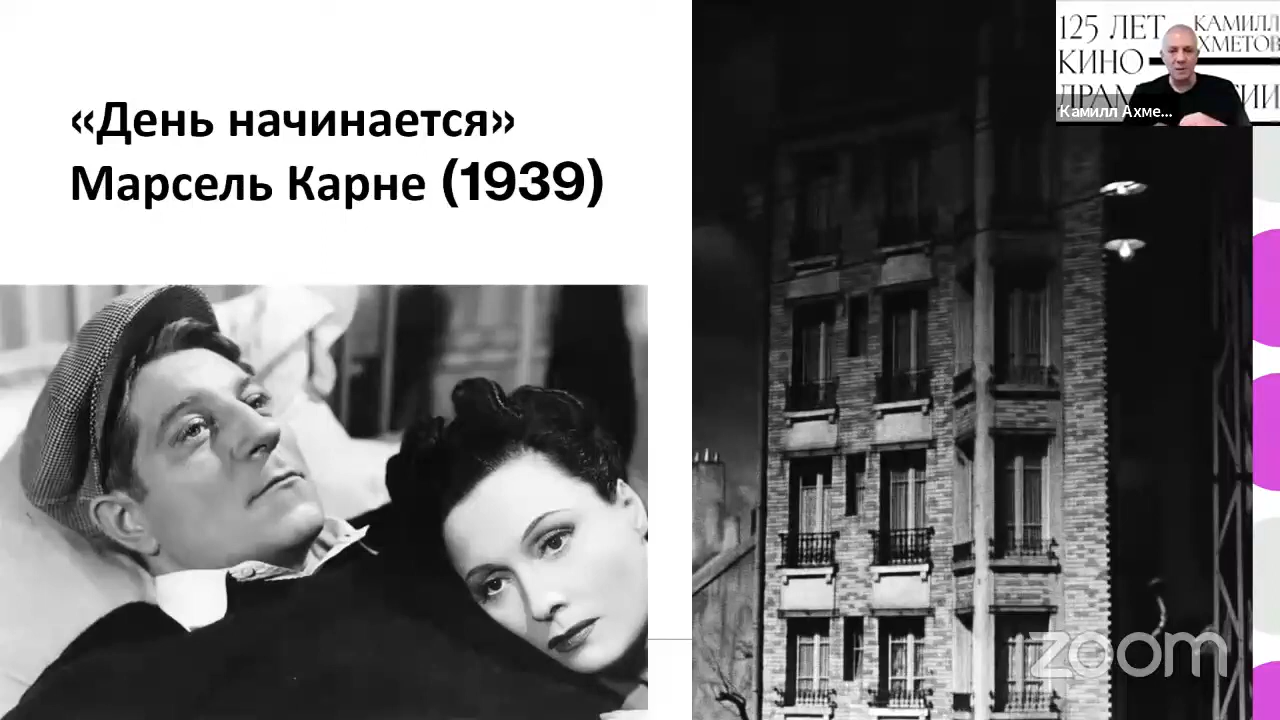 «День начинается»
Марсель Карне (1939)
125 ЛЕТ
КИНО
КАМИЛЛ
ХМЕТОВ
Камилл Ахме...
zoom